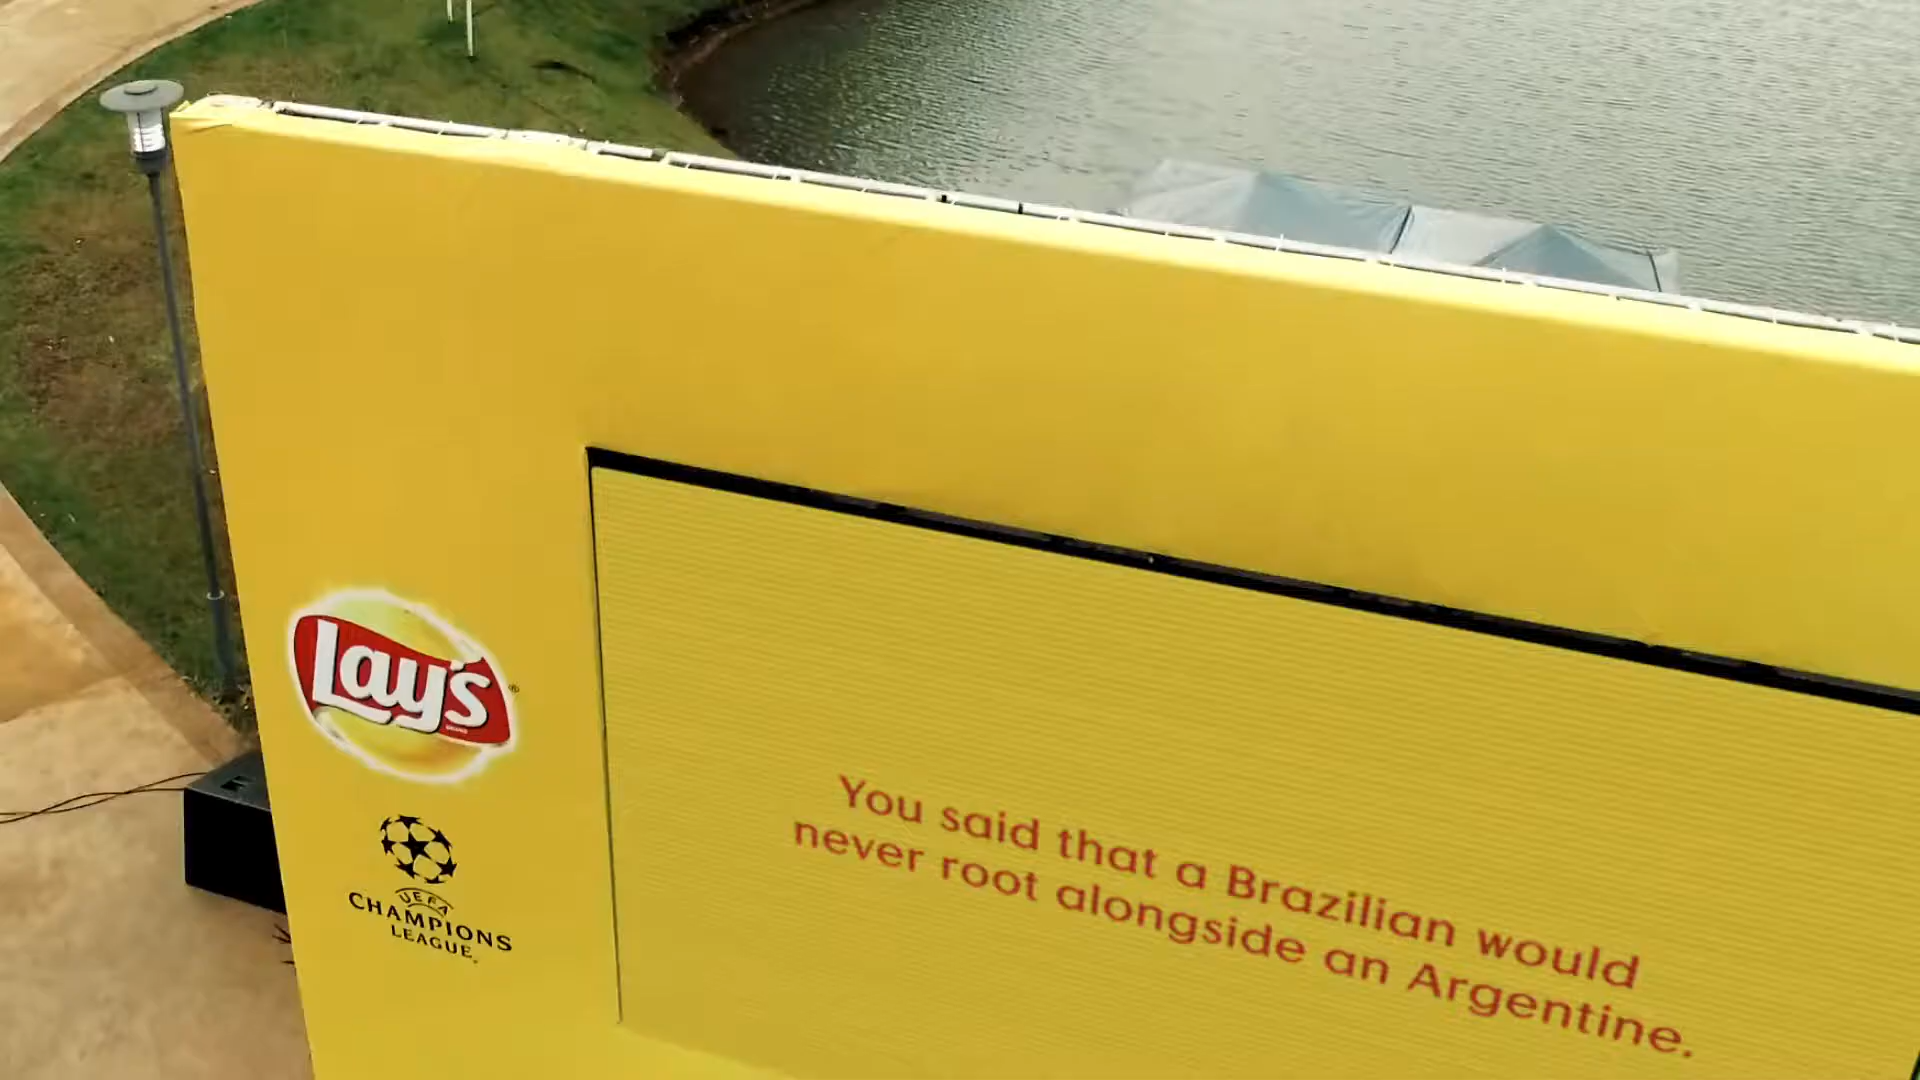 Lay's
UEFA
CHAMPIONS
LEAGUE.
You said that a Brazilian would
never root alongside an Argentine.